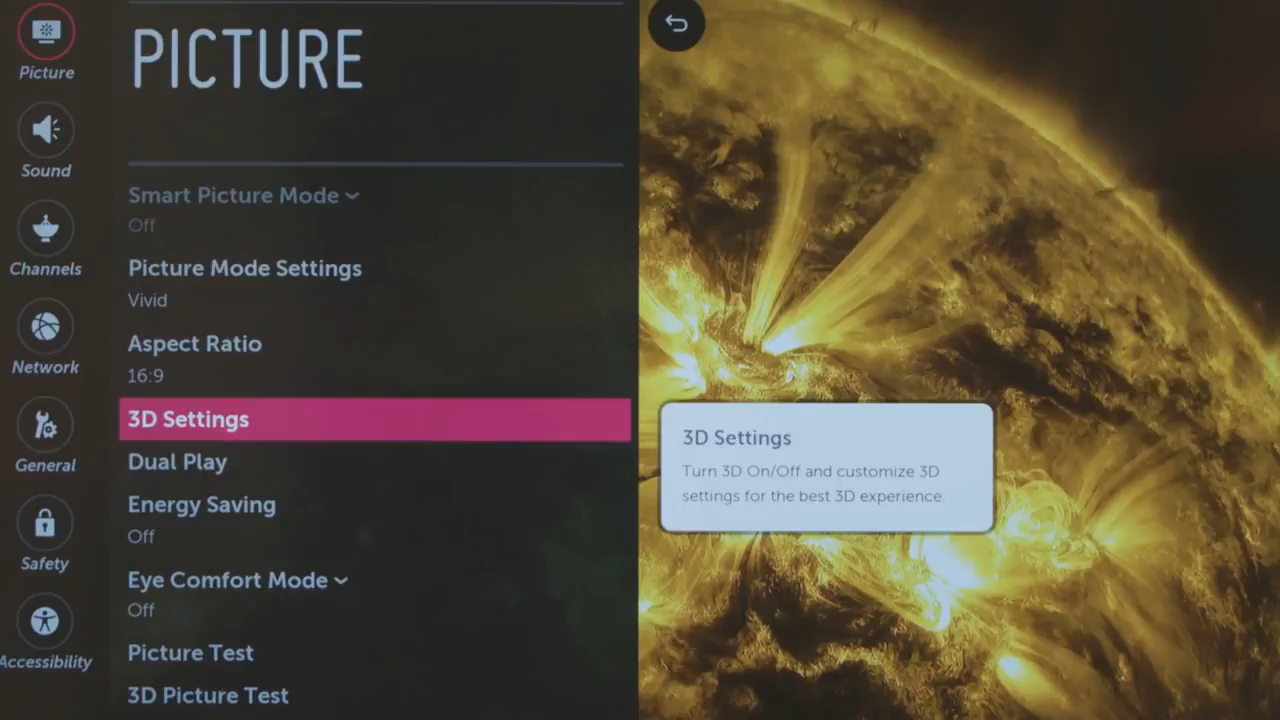 Picture
Sound
Channels
Network
General
Safety
Accessibility
PICTURE
Smart Picture Mode
Off
Picture Mode Settings
Vivid
Aspect Ratio
16:9
3D Settings
Dual Play
Energy Saving
Off
Eye Comfort Mode
Off
Picture Test
3D Picture Test
3D Settings
Turn 3D On/Off and customize 3D
settings for the best 3D experience.